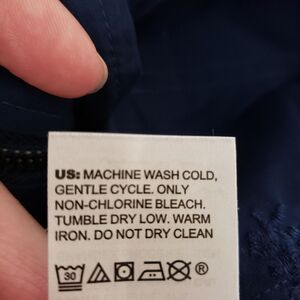 US: MACHINE WASH COLD,
GENTLE CYCLE. ONLY
NON-CHLORINE BLEACH.
TUMBLE DRY LOW. WARM
IRON. DO NOT DRY CLEAN
30 ®